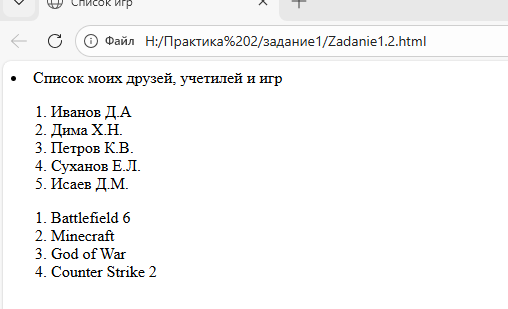 Список игр
Файл H:/Практика%202/задание1/Zadanie1.2.html
• Список моих друзей, учетилей и игр
1. Иванов Д.А
2. Дима Х.Н.
3. Петров К.В.
4. Суханов Е.Л.
5. Исаев Д.М.
1. Battlefield 6
2. Minecraft
3. God of War
4. Counter Strike 2